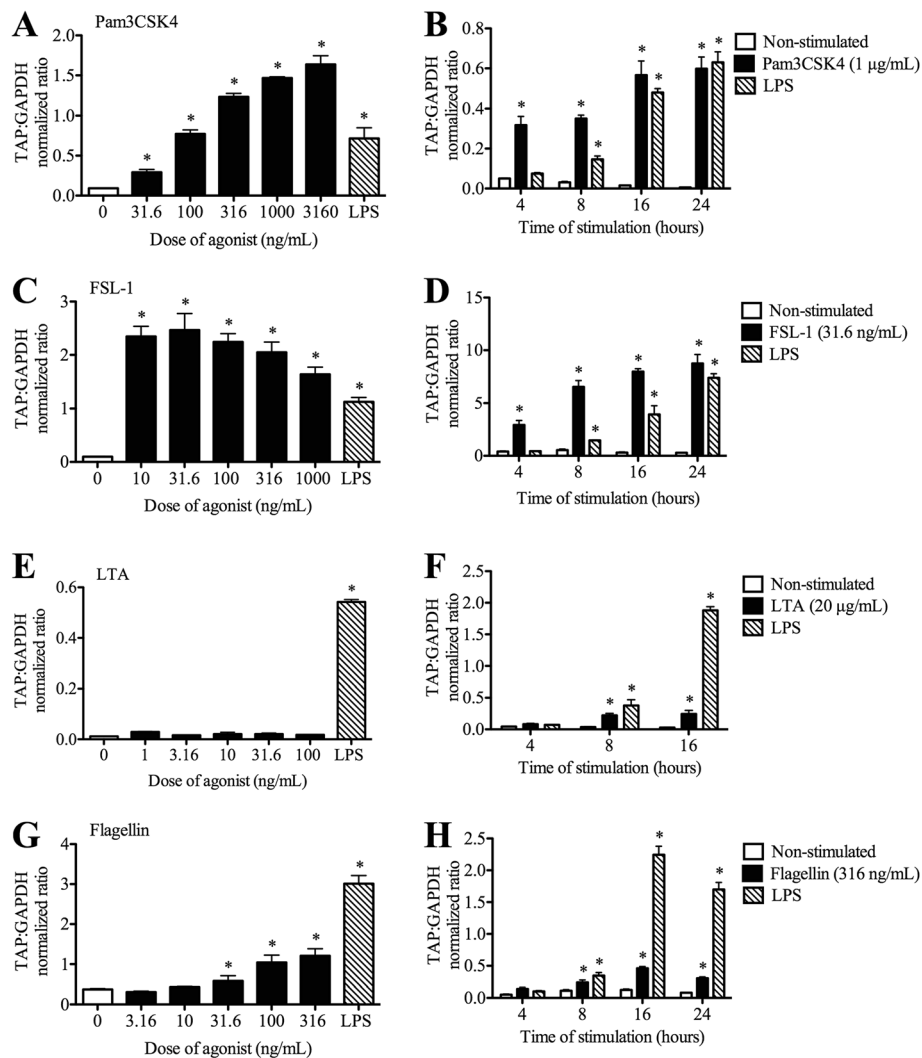 A
Pam3CSK4
TAP:GAPDH
normalized ratio
2.0
1.5
1.0
0.5
0.0
0 31.6 100 316 1000 3160 LPS
* * * * * *
Dose of agonist (ng/mL)
B
TAP:GAPDH
normalized ratio
0.6
0.4
0.2
0.0
4 8 16 24
* * * * * * *
Time of stimulation (hours)
Non-stimulated
Pam3CSK4 (1 µg/mL)
LPS
C
FSL-1
TAP:GAPDH
normalized ratio
3
2
1
0
0 10 31.6 100 316 1000 LPS
* * * * * *
Dose of agonist (ng/mL)
D
TAP:GAPDH
normalized ratio
15
10
5
0
4 8 16 24
* * * * * * *
Time of stimulation (hours)
Non-stimulated
FSL-1 (31.6 ng/mL)
LPS
E
LTA
TAP:GAPDH
normalized ratio
0.6
0.4
0.2
0.0
0 1 3.16 10 31.6 100 LPS
*
Dose of agonist (ng/mL)
F
TAP:GAPDH
normalized ratio
2.5
2.0
1.5
1.0
0.5
0.0
4 8 16
* * * *
Time of stimulation (hours)
Non-stimulated
LTA (20 µg/mL)
LPS
G
Flagellin
TAP:GAPDH
normalized ratio
4
3
2
1
0
0 3.16 10 31.6 100 316 LPS
* * * *
Dose of agonist (ng/mL)
H
TAP:GAPDH
normalized ratio
2.5
2.0
1.5
1.0
0.5
0.0
4 8 16 24
* * * * * *
Time of stimulation (hours)
Non-stimulated
Flagellin (316 ng/mL)
LPS